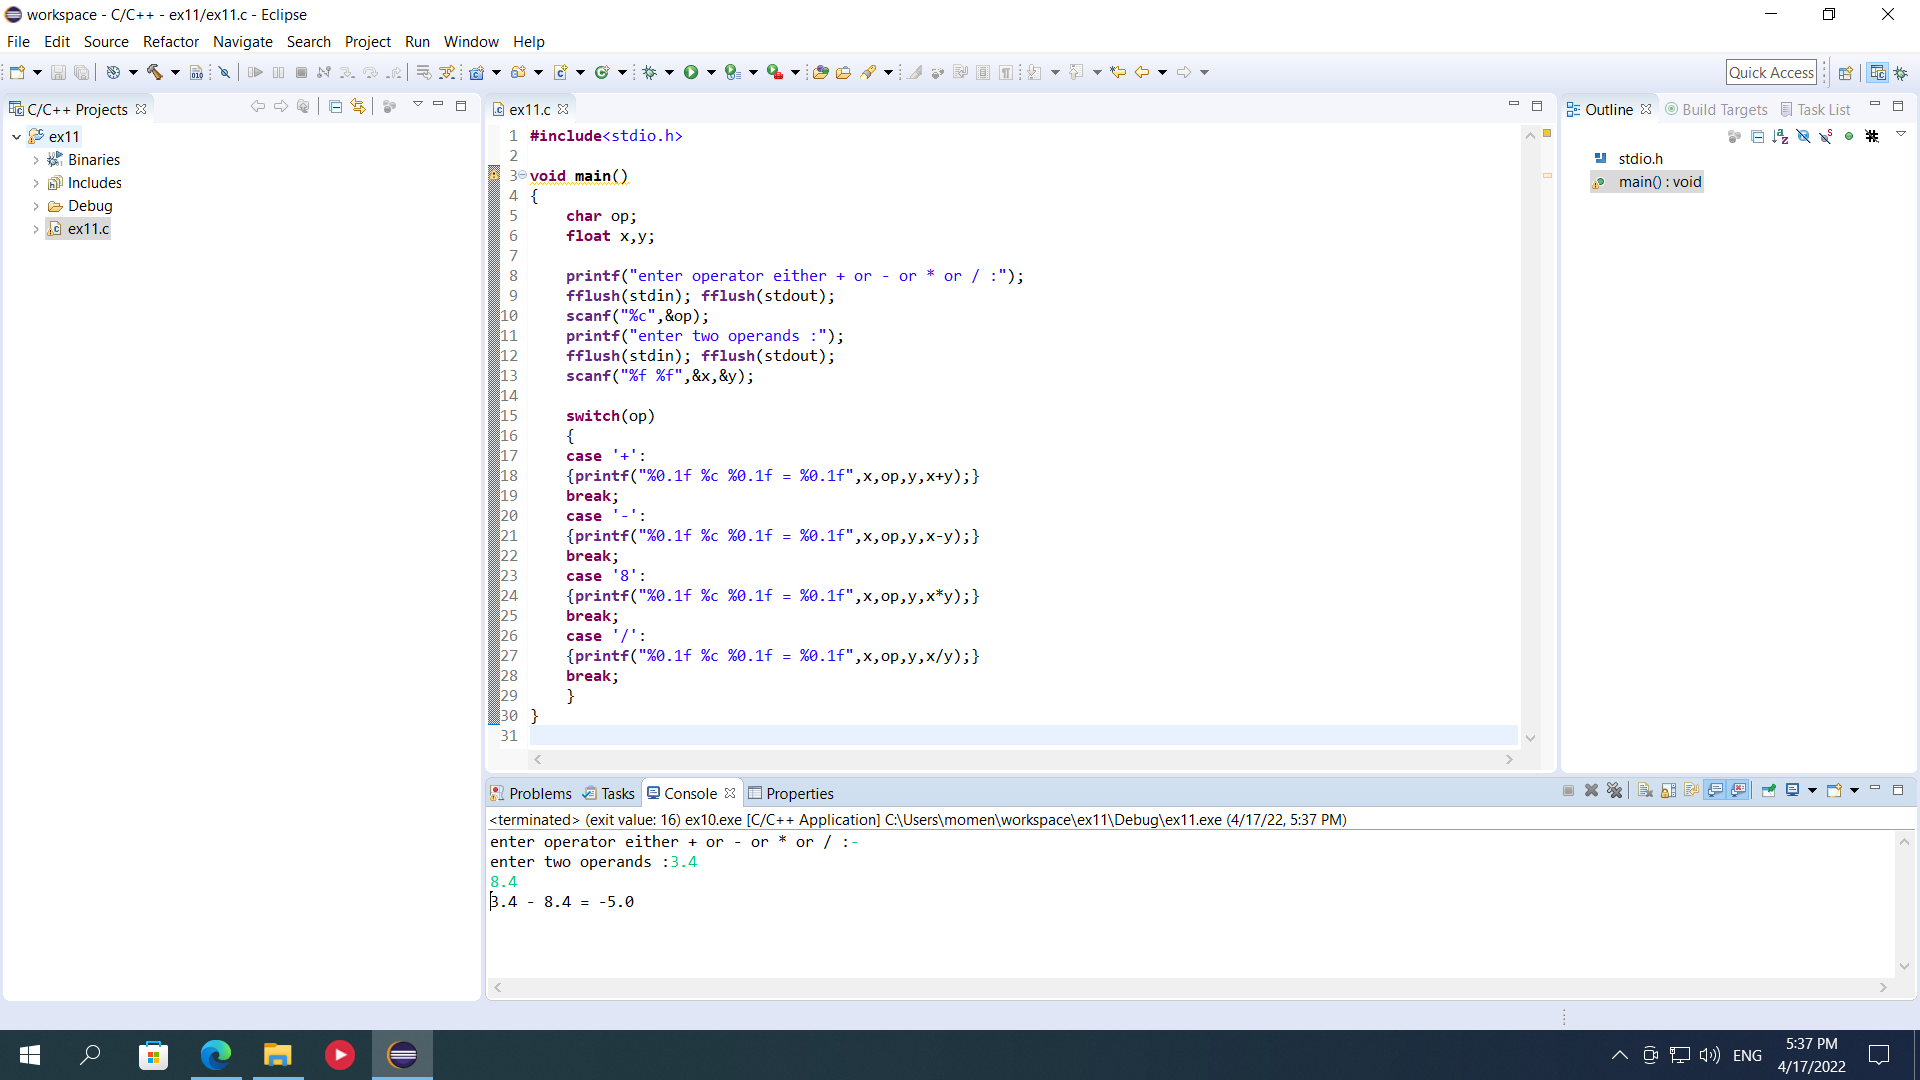 workspace - C/C++ - ex11/ex11.c - Eclipse
File Edit Source Refactor Navigate Search Project Run Window Help
Quick Access
C/C++ Projects
ex11
Binaries
Includes
Debug
ex11.c
ex11.c
1 #include<stdio.h>
2
3 void main()
4 {
5 char op;
6 float x,y;
7
8 printf("enter operator either + or - or * or / :");
9 fflush(stdin); fflush(stdout);
10 scanf("%c",&op);
11 printf("enter two operands :");
12 fflush(stdin); fflush(stdout);
13 scanf("%f %f",&x,&y);
14
15 switch(op)
16 {
17 case '+':
18 {printf("%0.1f %c %0.1f = %0.1f",x,op,y,x+y);}
19 break;
20 case '-':
21 {printf("%0.1f %c %0.1f = %0.1f",x,op,y,x-y);}
22 break;
23 case '8':
24 {printf("%0.1f %c %0.1f = %0.1f",x,op,y,x*y);}
25 break;
26 case '/':
27 {printf("%0.1f %c %0.1f = %0.1f",x,op,y,x/y);}
28 break;
29 }
30 }
31
Outline Build Targets Task List
stdio.h
main() : void
Problems Tasks Console Properties
<terminated> (exit value: 16) ex10.exe [C/C++ Application] C:\Users\momen\workspace\ex11\Debug\ex11.exe (4/17/22, 5:37 PM)
enter operator either + or - or * or / :-
enter two operands :3.4
8.4
3.4 - 8.4 = -5.0
ENG
5:37 PM
4/17/2022